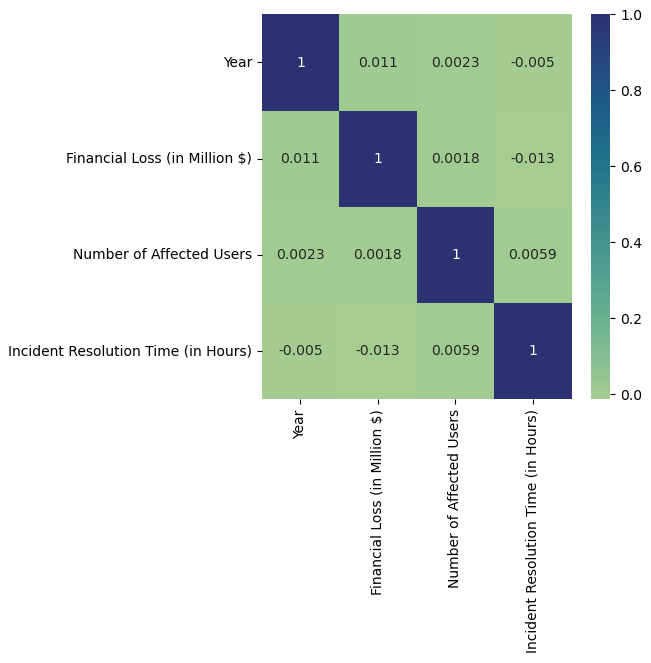 1.0
Year 1 0.011 0.0023 -0.005
0.8
Financial Loss (in Million $) 0.011 1 0.0018 -0.013
0.6
0.4
Number of Affected Users 0.0023 0.0018 1 0.0059
0.2
Incident Resolution Time (in Hours) -0.005 -0.013 0.0059 1
0.0
Year
Financial Loss (in Million $)
Number of Affected Users
Incident Resolution Time (in Hours)